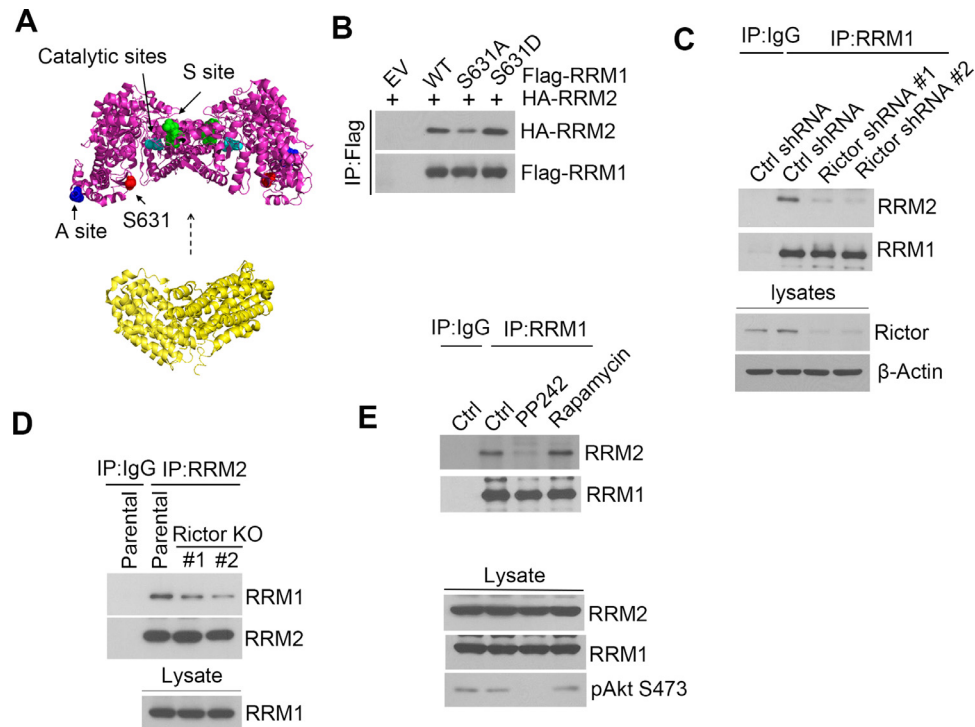 A
Catalytic sites
S site
S631
A site
B
EV
WT
S631A
S631D
Flag-RRM1
+ + + + HA-RRM2
IP:Flag
HA-RRM2
Flag-RRM1
C
IP:IgG IP:RRM1
Ctrl shRNA
Ctrl shRNA
Rictor shRNA #1
Rictor shRNA #2
RRM2
RRM1
lysates
Rictor
β-Actin
D
IP:IgG IP:RRM2
Parental
Parental
Rictor KO
#1 #2
RRM1
RRM2
Lysate
RRM1
E
IP:IgG IP:RRM1
Ctrl
Ctrl
PP242
Rapamycin
RRM2
RRM1
Lysate
RRM2
RRM1
pAkt S473